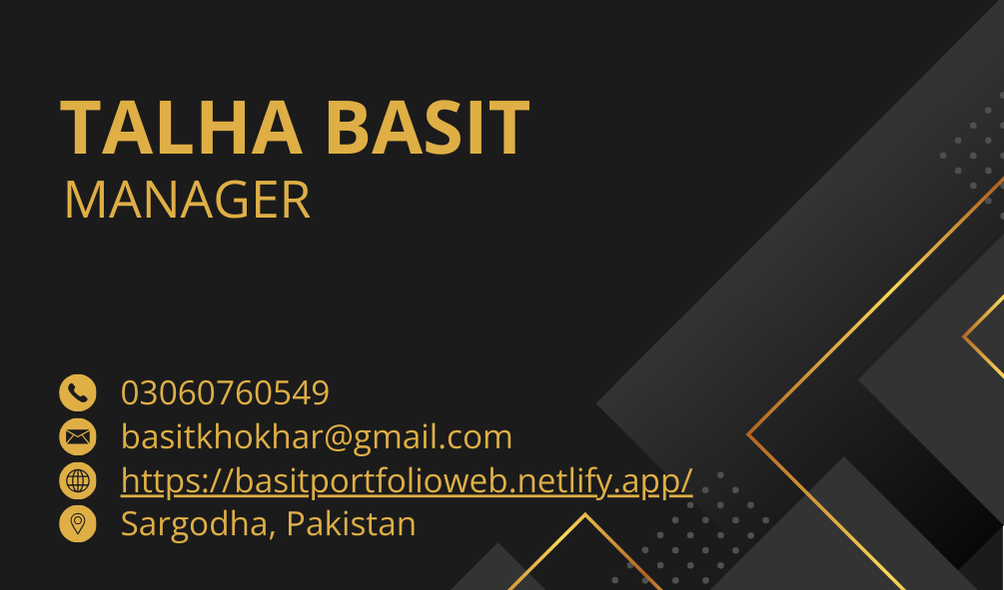 TALHA BASIT
MANAGER
03060760549
basitkhokhar@gmail.com
https://basitportfolioweb.netlify.app/
Sargodha, Pakistan